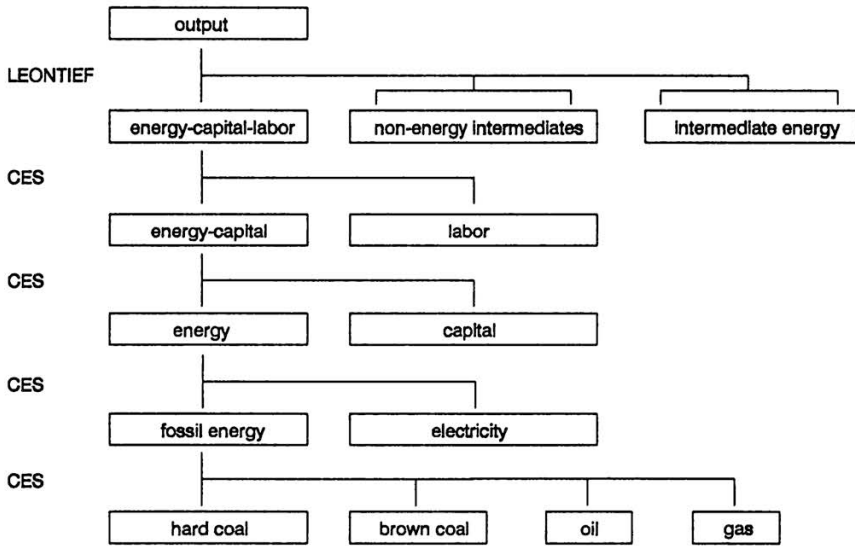 output
LEONTIEF
energy-capital-labor non-energy intermediates intermediate energy
CES
energy-capital labor
CES
energy capital
CES
fossil energy electricity
CES
hard coal brown coal oil gas